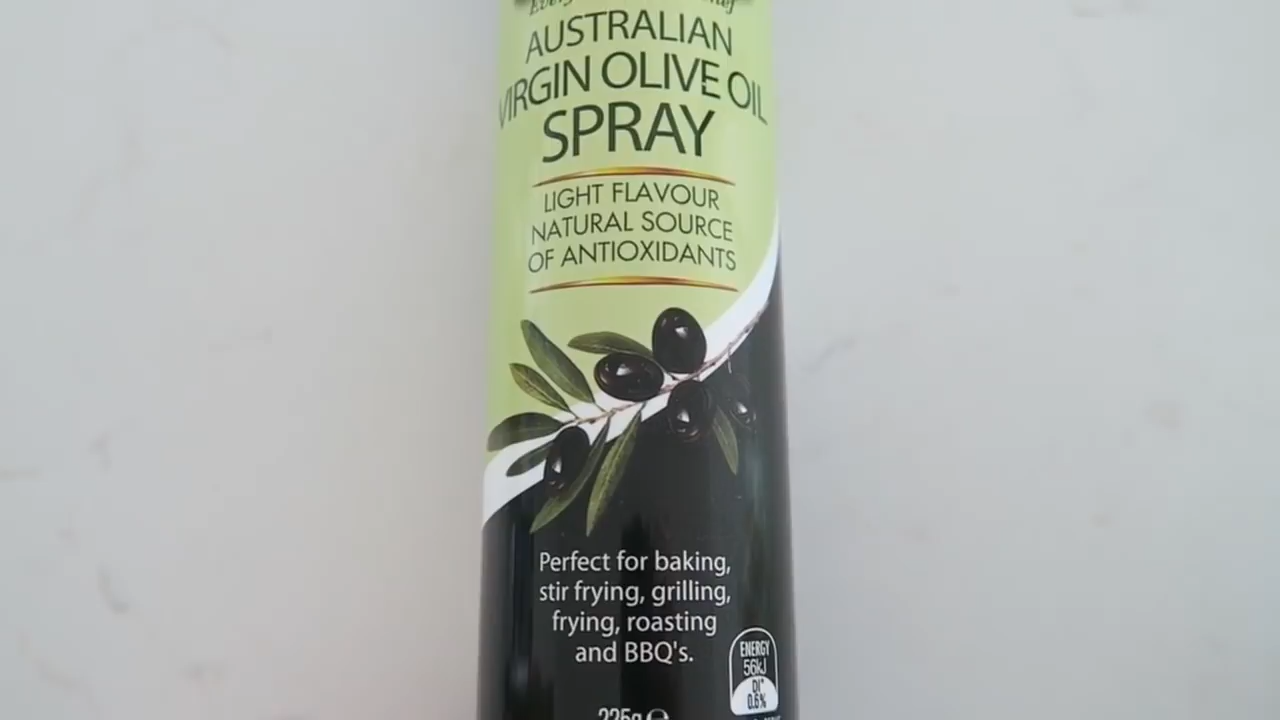 AUSTRALIAN
VIRGIN OLIVE OIL
SPRAY
LIGHT FLAVOUR
NATURAL SOURCE
OF ANTIOXIDANTS
Perfect for baking,
stir frying, grilling,
frying, roasting
and BBQ's.
ENERGY
56kJ
DI*
0.6%
225g ℮